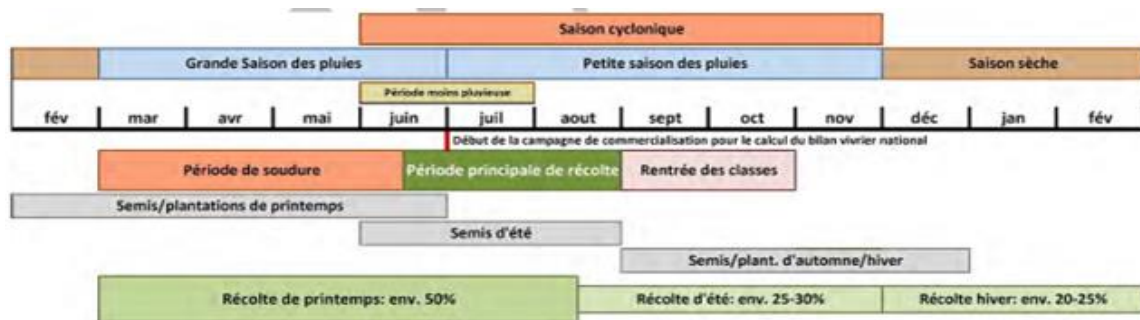 Saison cyclonique
Grande Saison des pluies Petite saison des pluies Saison sèche
Période moins pluvieuse
fév mar avr mai juin juil aout sept oct nov déc jan fév
Début de la campagne de commercialisation pour le calcul du bilan vivrier national
Période de soudure Période principale de récolte Rentrée des classes
Semis/plantations de printemps
Semis d'été
Semis/plant. d'automne/hiver
Récolte de printemps: env. 50% Récolte d'été: env. 25-30% Récolte hiver: env. 20-25%